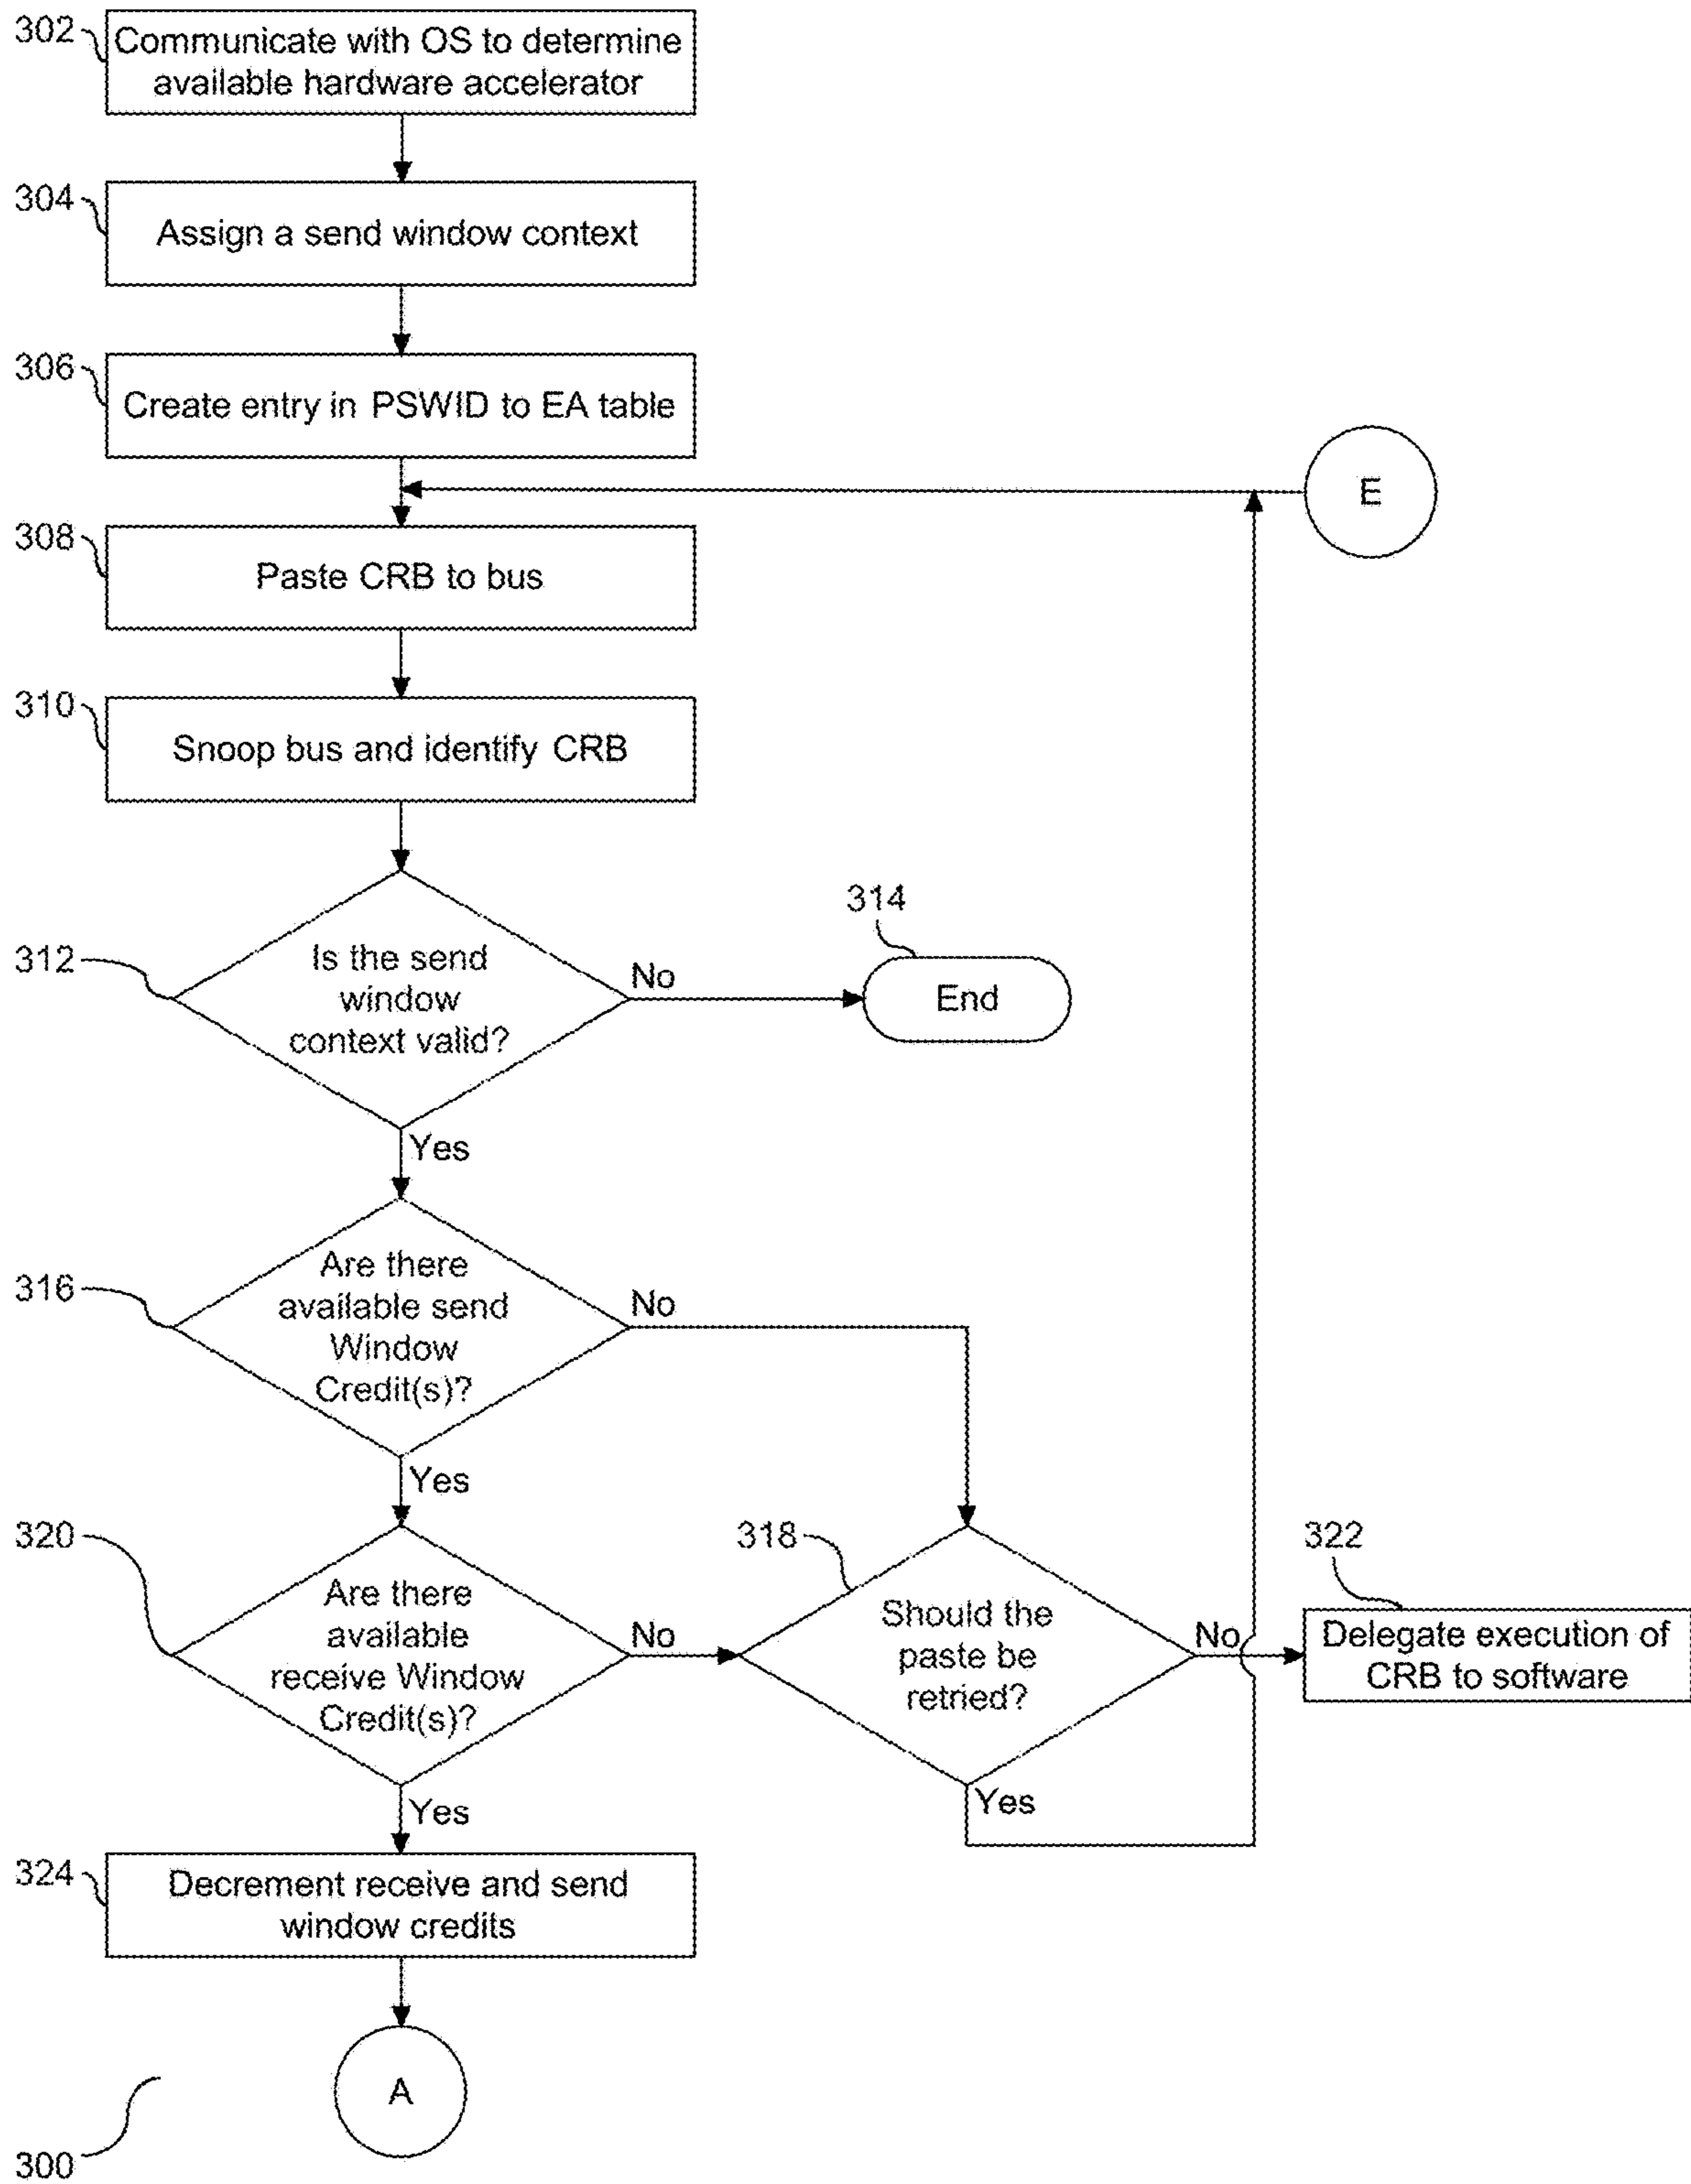 302
Communicate with OS to determine
available hardware accelerator
304
Assign a send window context
306
Create entry in PSWID to EA table
E
308
Paste CRB to bus
310
Snoop bus and identify CRB
314
312
Is the send
window
context valid?
No
End
Yes
316
Are there
available send
Window
Credit(s)?
No
Yes
320
Are there
available
receive Window
Credit(s)?
No
318
Should the
paste be
retried?
No
322
Delegate execution of
CRB to software
Yes
Yes
324
Decrement receive and send
window credits
A
300